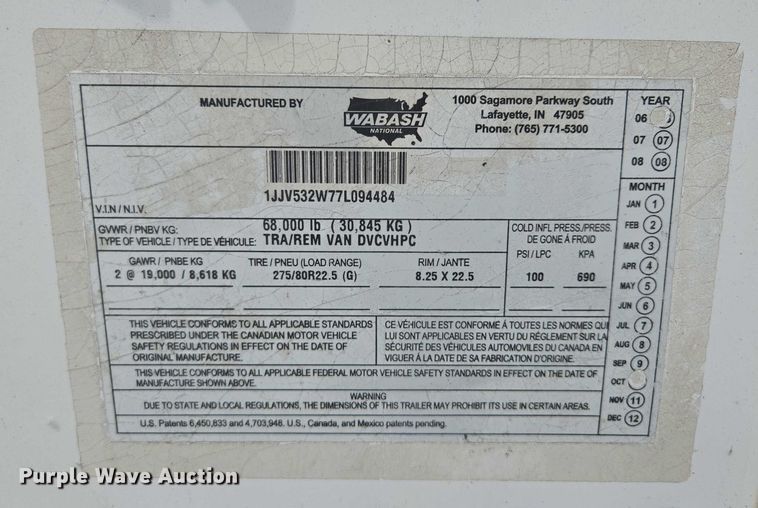 MANUFACTURED BY
WABASH
NATIONAL
1000 Sagamore Parkway South
Lafayette, IN 47905
Phone: (765) 771-5300
1JJV532W77L094484
V.I.N / N.I.V.
GVWR / PNBV KG: 68,000 lb ( 30,845 KG )
TYPE OF VEHICLE / TYPE DE VÉHICULE: TRA/REM VAN DVCVHPC
COLD INFL PRESS/PRESS.
DE GONE À FROID
GAWR / PNBE KG TIRE / PNEU (LOAD RANGE) RIM / JANTE PSI / LPC KPA
2 @ 19,000 / 8,618 KG 275/80R22.5 (G) 8.25 X 22.5 100 690
THIS VEHICLE CONFORMS TO ALL APPLICABLE STANDARDS
PRESCRIBED UNDER THE CANADIAN MOTOR VEHICLE
SAFETY REGULATIONS IN EFFECT ON THE DATE OF
ORIGINAL MANUFACTURE.
CE VÉHICULE EST CONFORME À TOUTES LES NORMES QUI
LUI SONT APPLICABLES EN VERTU DU RÉGLEMENT SUR LA
SÉCURITÉ DES VÉHICULES AUTOMOBILES DU CANADA EN
VIGUER À LA DATE DE SA FABRICATION D'ORIGINE.
THIS VEHICLE CONFORMS TO ALL APPLICABLE FEDERAL MOTOR VEHICLE SAFETY STANDARDS IN EFFECT ON THE DATE OF
MANUFACTURE SHOWN ABOVE.
WARNING
DUE TO STATE AND LOCAL REGULATIONS, THE DIMENSIONS OF THIS TRAILER MAY PROHIBIT ITS USE IN CERTAIN AREAS.
U.S. Patents 6,450,833 and 4,703,948. U.S., Canada, and Mexico patents pending.
YEAR
06
07 07
08 08
MONTH
JAN 1
FEB 2
MAR 3
APR 4
MAY 5
JUN 6
JUL 7
AUG 8
SEP 9
OCT
NOV 11
DEC 12
Purple Wave Auction